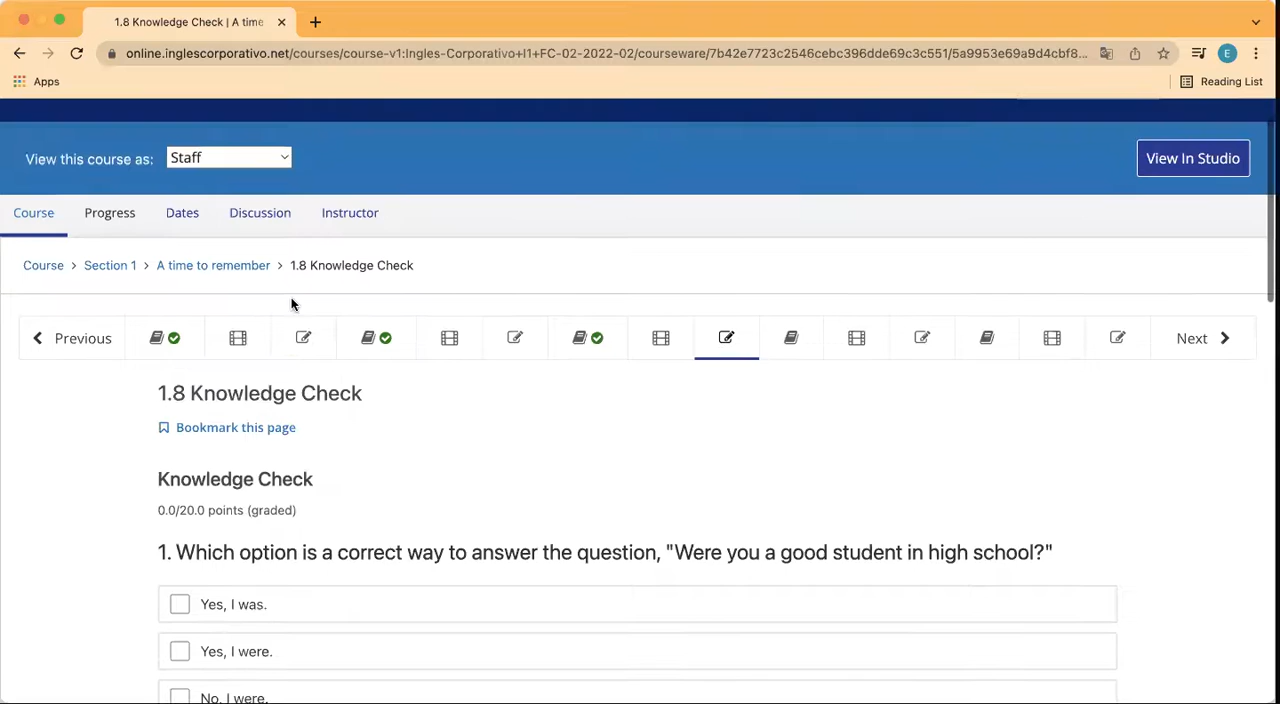 1.8 Knowledge Check | A time
online.inglescorporativo.net/courses/course-v1:Ingles-Corporativo+I1+FC-02-2022-02/courseware/7b42e7723c2546cebc396dde69c3c551/5a9953e69a9d4cbf8...
E
Apps
Reading List
View this course as: Staff
View In Studio
Course Progress Dates Discussion Instructor
Course > Section 1 > A time to remember > 1.8 Knowledge Check
Previous
Next
1.8 Knowledge Check
Bookmark this page
Knowledge Check
0.0/20.0 points (graded)
1. Which option is a correct way to answer the question, "Were you a good student in high school?"
Yes, I was.
Yes, I were.
No, I were.